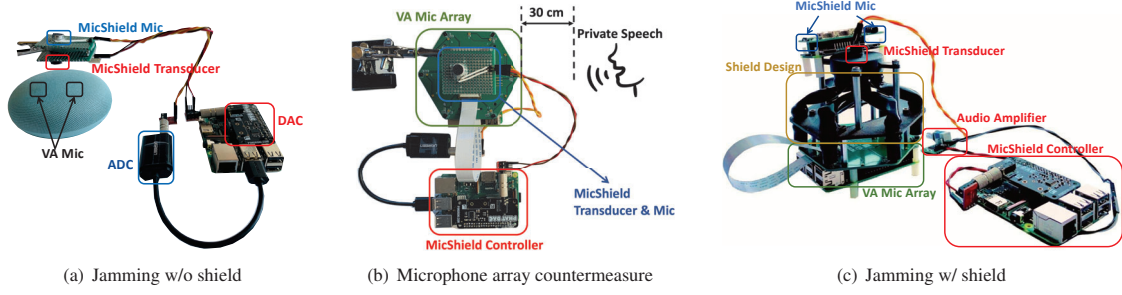 MicShield Mic
MicShield Transducer
VA Mic
ADC
DAC
(a) Jamming w/o shield
VA Mic Array
30 cm
Private Speech
MicShield
Transducer & Mic
MicShield Controller
(b) Microphone array countermeasure
MicShield Mic
MicShield Transducer
Shield Design
Audio Amplifier
MicShield Controller
VA Mic Array
(c) Jamming w/ shield